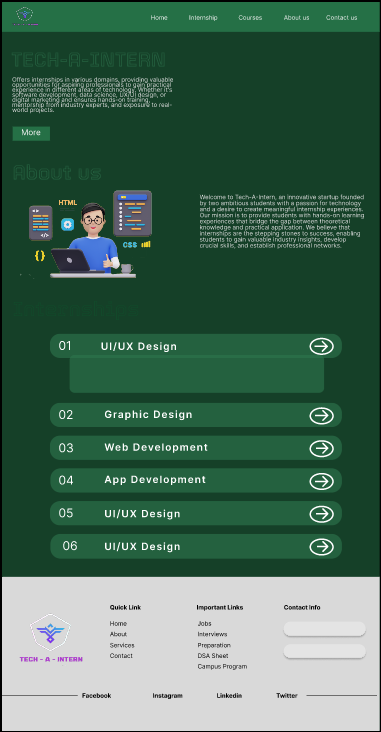 Home Internship Courses About us Contact us
TECH-A-INTERN
Offers internships in various domains, providing valuable
opportunities for aspiring professionals to gain practical
experience in different areas of technology. Whether it's
software development, data science, UX/UI design, or
digital marketing and ensures hands-on training,
mentorship from industry experts, and exposure to real-
world projects.
More
About us
HTML
CSS
{}
</>
Welcome to Tech-A-Intern, an innovative startup founded
by two ambitious students with a passion for technology
and a desire to create meaningful internship experiences.
Our mission is to provide students with hands-on learning
experiences that bridge the gap between theoretical
knowledge and practical application. We believe that
internships are the stepping stones to success, enabling
students to gain valuable industry insights, develop
crucial skills, and establish professional networks.
01 UI/UX Design
02 Graphic Design
03 Web Development
04 App Development
05 UI/UX Design
06 UI/UX Design
Quick Link
Home
About
Services
Contact
Important Links
Jobs
Interviews
Preparation
DSA Sheet
Campus Program
Contact Info
TECH - A - INTERN
Facebook Instagram Linkedin Twitter